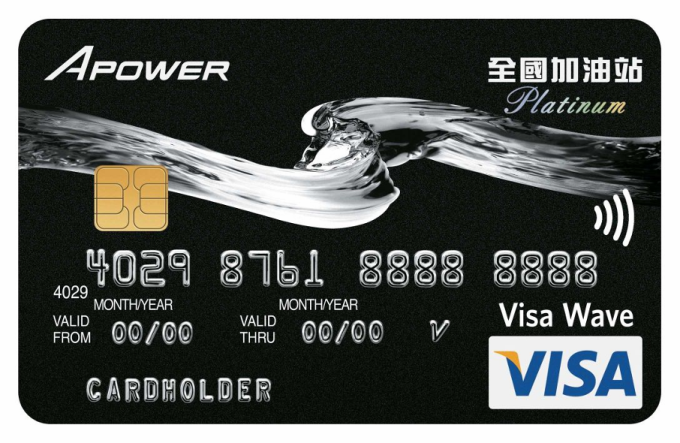 APOWER
全國加油站
Platinum
4029 8761 8888 8888
4029
MONTH/YEAR MONTH/YEAR
VALID FROM 00/00 VALID THRU 00/00 V
Visa Wave
CARDHOLDER
VISA